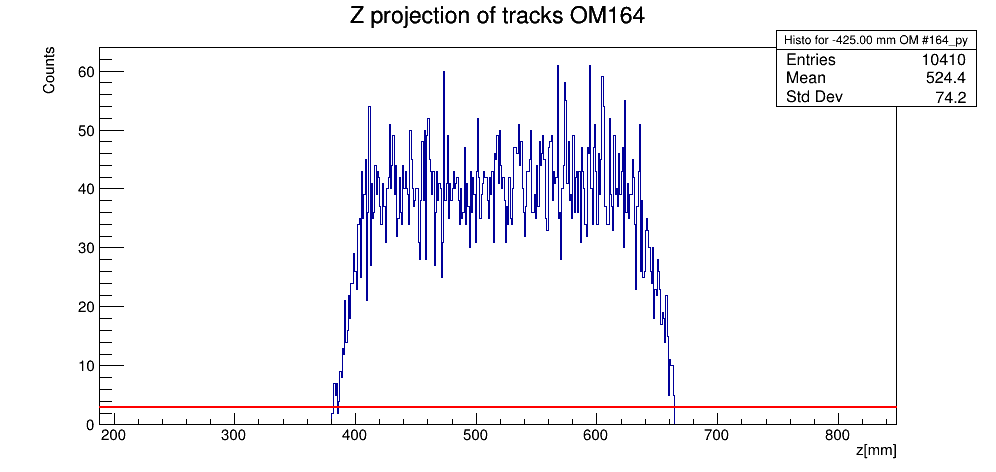 Z projection of tracks OM164
Histo for -425.00 mm OM #164_py
Entries 10410
Mean 524.4
Std Dev 74.2
Counts
60
50
40
30
20
10
0
200 300 400 500 600 700 800
z[mm]